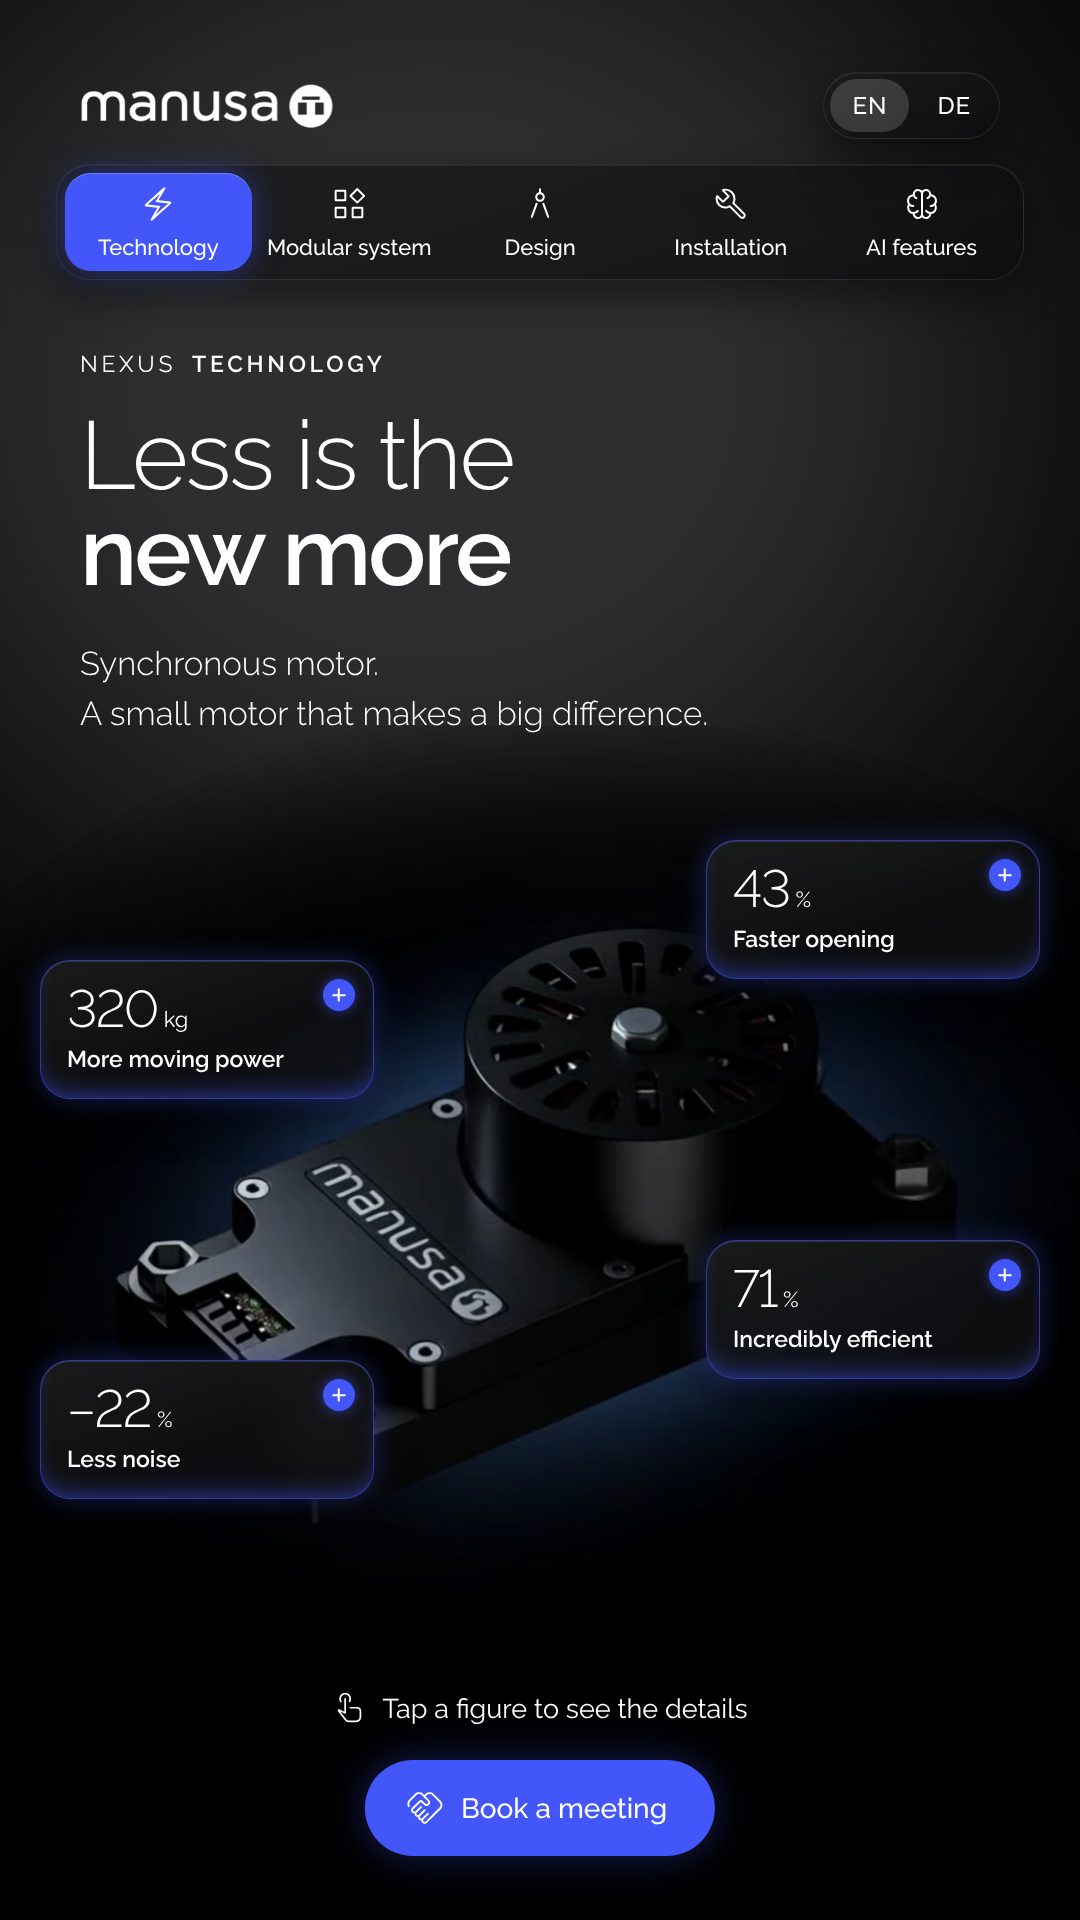 manusa
EN DE
Technology
Modular system
Design
Installation
AI features
NEXUS TECHNOLOGY
Less is the
new more
Synchronous motor.
A small motor that makes a big difference.
43 %
Faster opening
320 kg
More moving power
manusa
71 %
Incredibly efficient
–22 %
Less noise
Tap a figure to see the details
Book a meeting